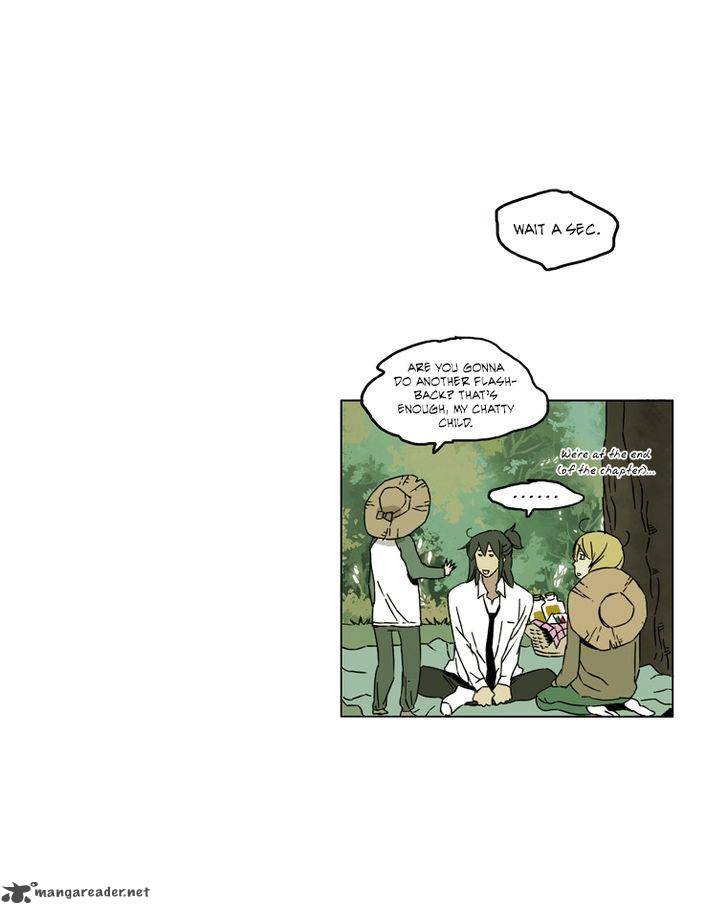 WAIT A SEC.
ARE YOU GONNA
DO ANOTHER FLASH-
BACK? THAT'S
ENOUGH, MY CHATTY
CHILD.
We're at the end
(of the chapter)...
......
mangareader.net